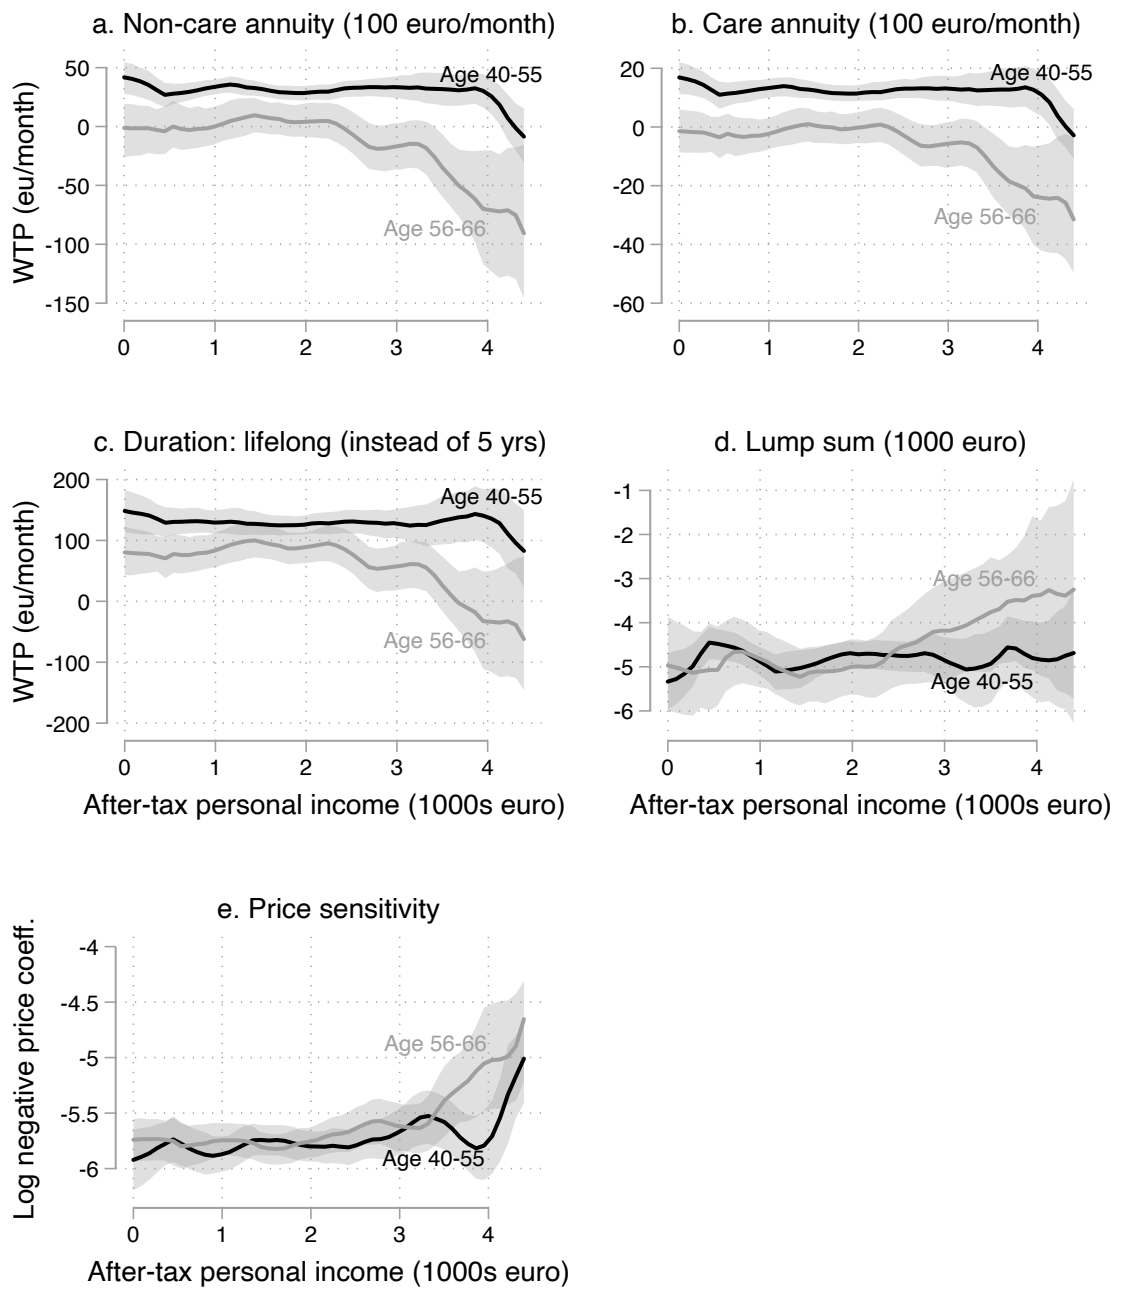 a. Non-care annuity (100 euro/month)
WTP (eu/month)
50
0
-50
-100
-150
Age 40-55
Age 56-66
0 1 2 3 4
b. Care annuity (100 euro/month)
20
0
-20
-40
-60
Age 40-55
Age 56-66
0 1 2 3 4
c. Duration: lifelong (instead of 5 yrs)
WTP (eu/month)
200
100
0
-100
-200
Age 40-55
Age 56-66
0 1 2 3 4
After-tax personal income (1000s euro)
d. Lump sum (1000 euro)
-1
-2
-3
-4
-5
-6
Age 56-66
Age 40-55
0 1 2 3 4
After-tax personal income (1000s euro)
e. Price sensitivity
Log negative price coeff.
-4
-4.5
-5
-5.5
-6
Age 56-66
Age 40-55
0 1 2 3 4
After-tax personal income (1000s euro)